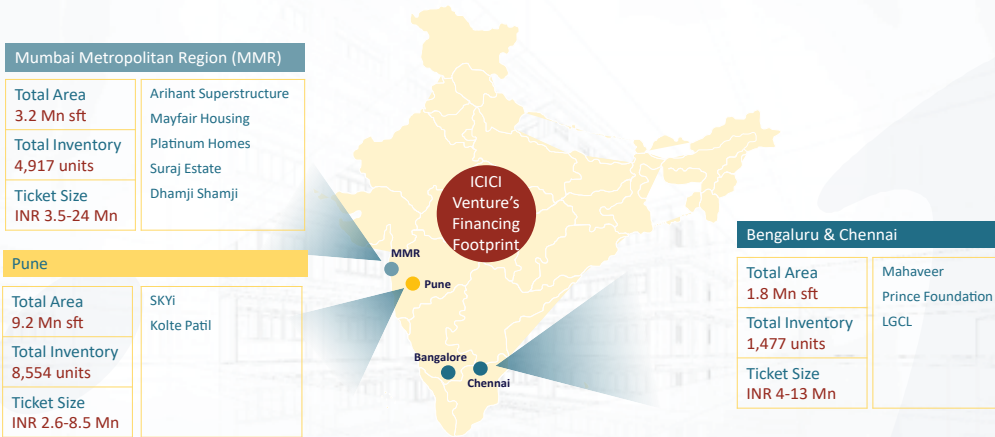 Mumbai Metropolitan Region (MMR)
Total Area
3.2 Mn sft
Total Inventory
4,917 units
Ticket Size
INR 3.5-24 Mn
Arihant Superstructure
Mayfair Housing
Platinum Homes
Suraj Estate
Dhamji Shamji
Pune
Total Area
9.2 Mn sft
Total Inventory
8,554 units
Ticket Size
INR 2.6-8.5 Mn
SKYi
Kolte Patil
ICICI
Venture's
Financing
Footprint
MMR
Pune
Bangalore
Chennai
Bengaluru & Chennai
Total Area
1.8 Mn sft
Total Inventory
1,477 units
Ticket Size
INR 4-13 Mn
Mahaveer
Prince Foundation
LGCL